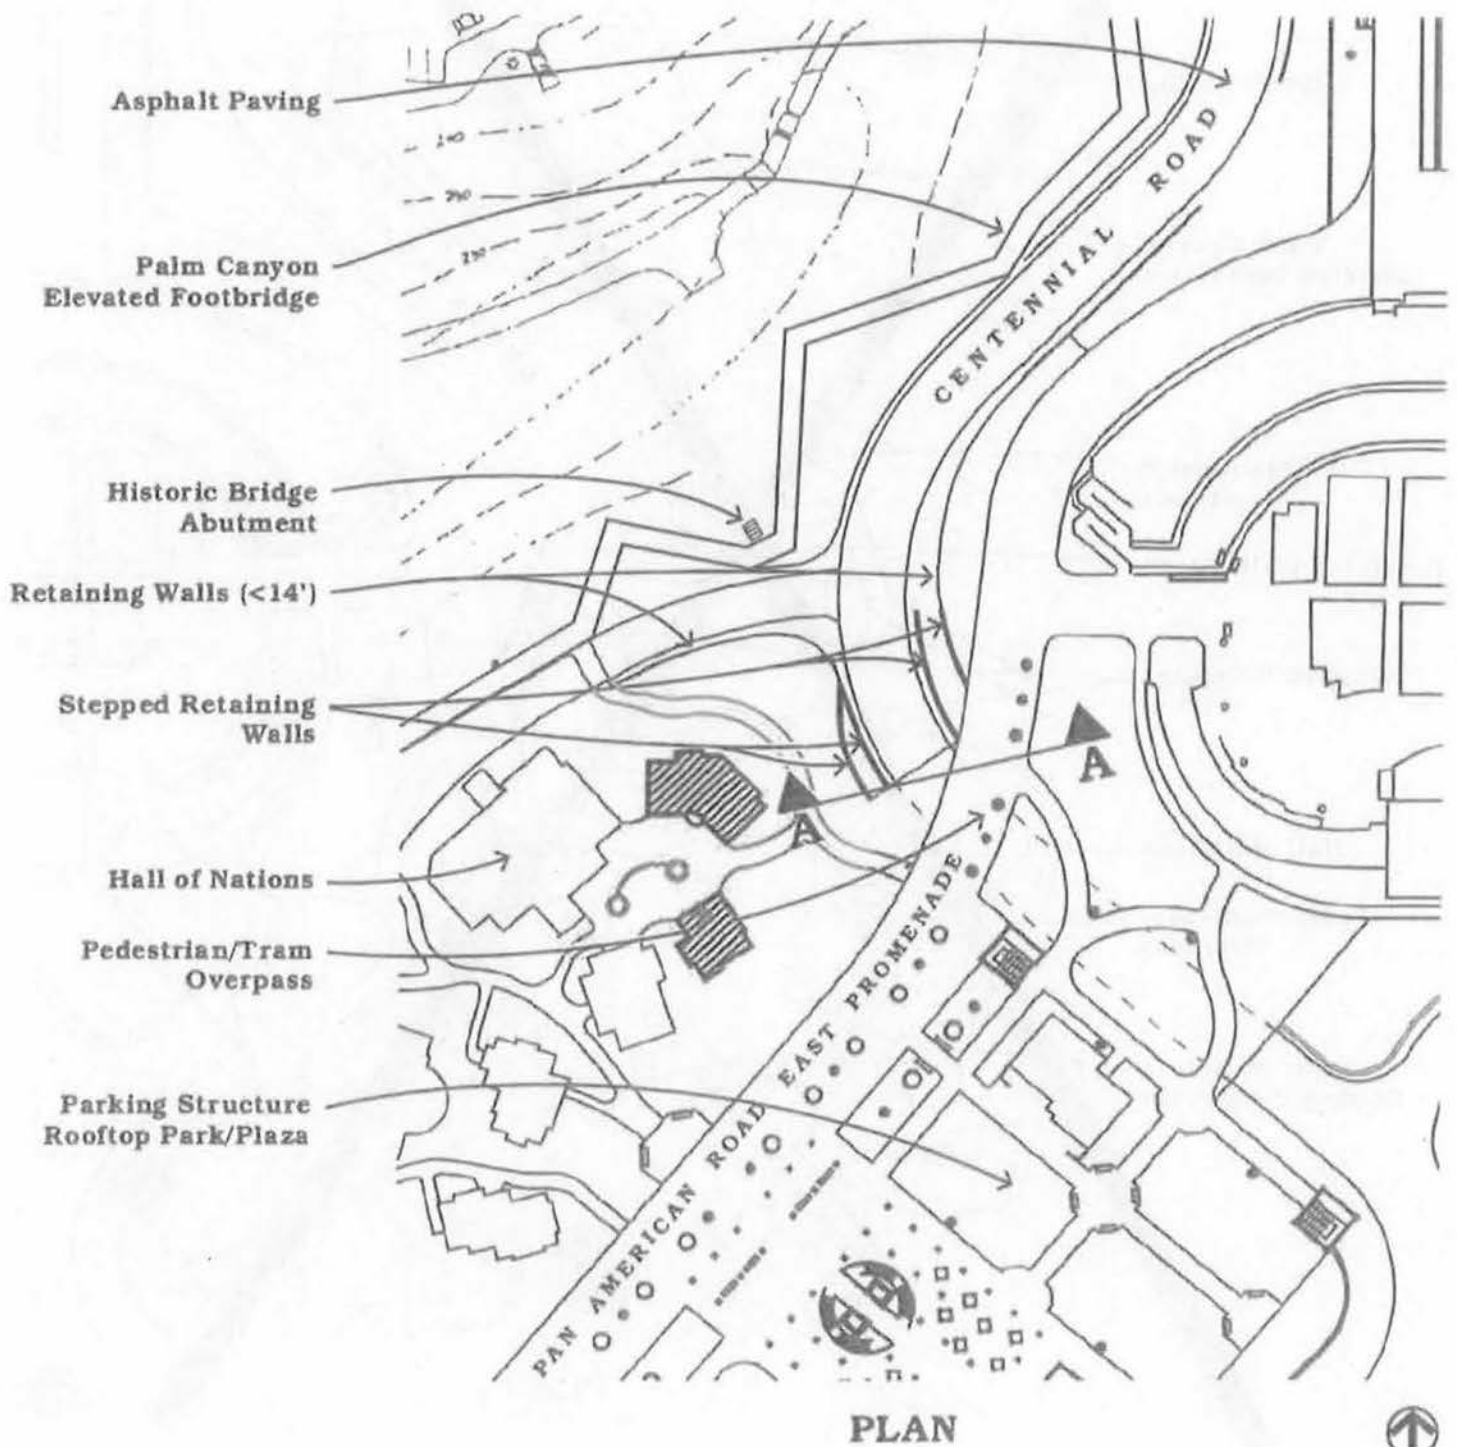 Asphalt Paving
Palm Canyon
Elevated Footbridge
Historic Bridge
Abutment
Retaining Walls (<14')
Stepped Retaining
Walls
Hall of Nations
Pedestrian/Tram
Overpass
Parking Structure
Rooftop Park/Plaza
CENTENNIAL ROAD
A
A
PAN AMERICAN ROAD EAST PROMENADE
PLAN